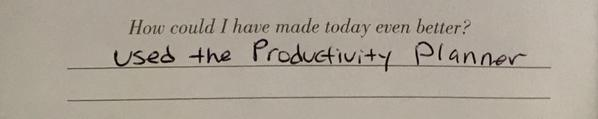 How could I have made today even better?
used the Productivity Planner